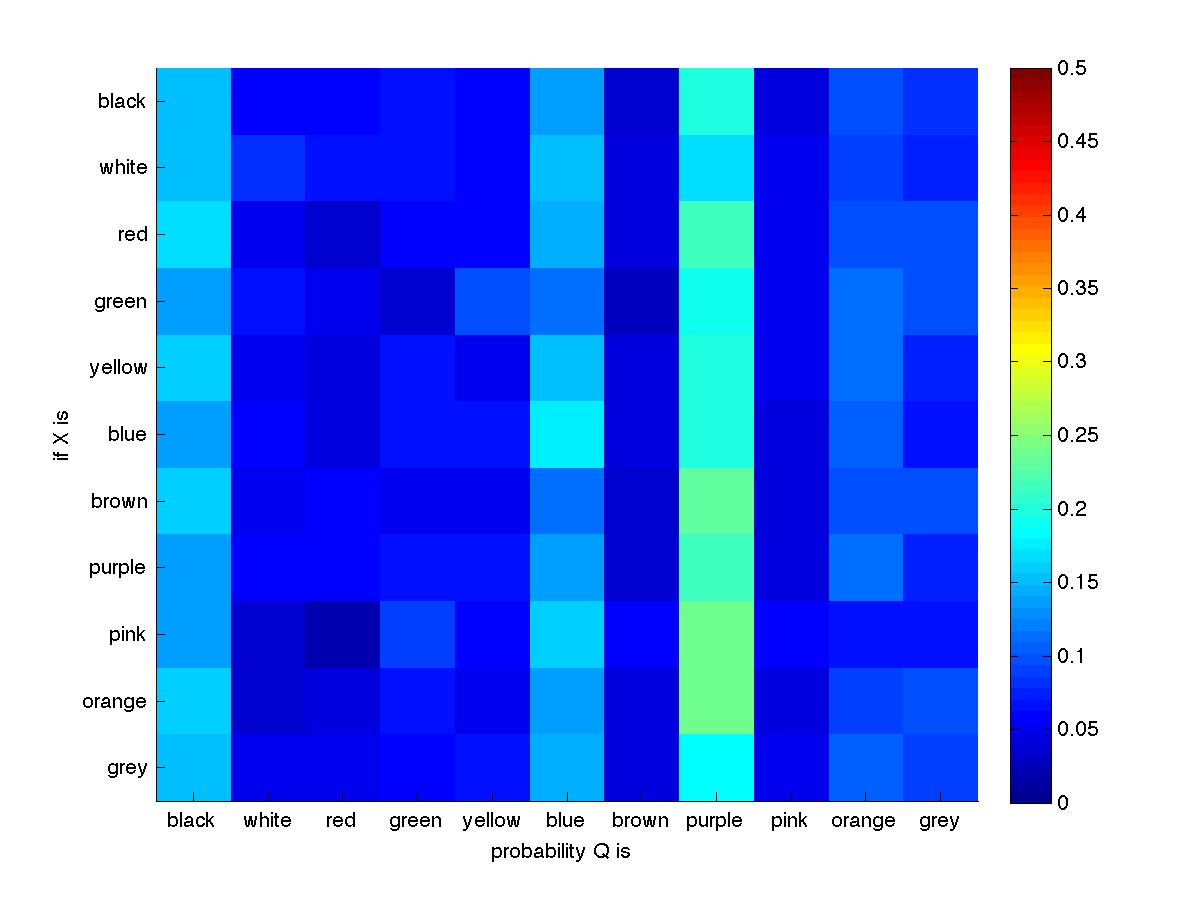 if X is
black
white
red
green
yellow
blue
brown
purple
pink
orange
grey
black white red green yellow blue brown purple pink orange grey
probability Q is
0.5
0.45
0.4
0.35
0.3
0.25
0.2
0.15
0.1
0.05
0